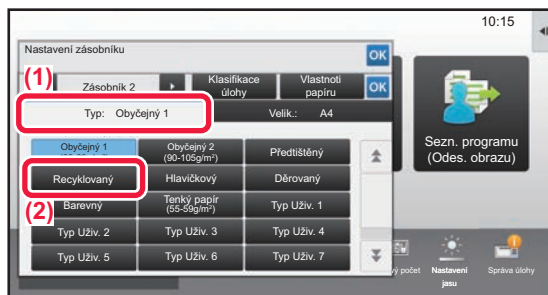 10:15
Nastavení zásobníku
OK
(1)
Zásobník 2
Klasifikace
úlohy
Vlastnoti
papíru
OK
Typ: Obyčejný 1
Velik.: A4
Obyčejný 1
Obyčejný 2
(90-105g/m²)
Předtištěný
Recyklovaný
Hlavičkový
Děrovaný
(2)
Barevný
Tenký papír
(55-59g/m²)
Typ Uživ. 1
Typ Uživ. 2
Typ Uživ. 3
Typ Uživ. 4
Typ Uživ. 5
Typ Uživ. 6
Typ Uživ. 7
Sezn. programu
(Odes. obrazu)
počet
Nastavení
jasu
Správa úlohy